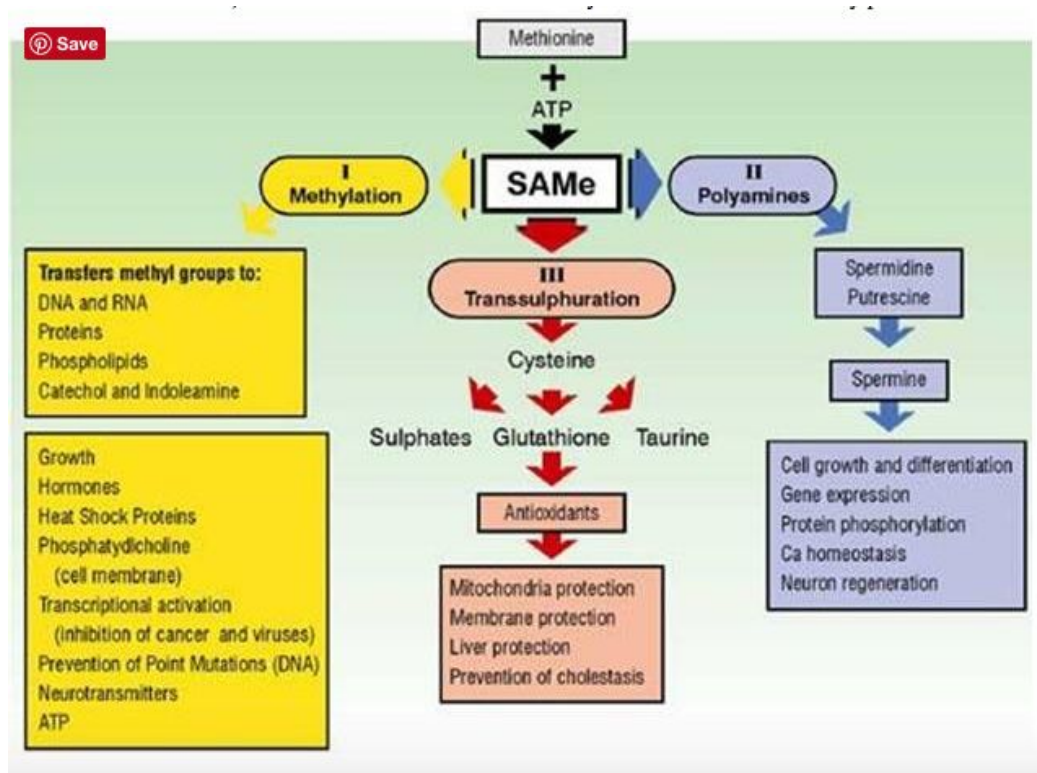 Save
Methionine
+
ATP
SAMe
I
Methylation
II
Polyamines
Transfers methyl groups to:
DNA and RNA
Proteins
Phospholipids
Catechol and Indoleamine
Growth
Hormones
Heat Shock Proteins
Phosphatydlcholine
(cell membrane)
Transcriptional activation
(inhibition of cancer and viruses)
Prevention of Point Mutations (DNA)
Neurotransmitters
ATP
III
Transsulphuration
Cysteine
Sulphates Glutathione Taurine
Antioxidants
Mitochondria protection
Membrane protection
Liver protection
Prevention of cholestasis
Spermidine
Putrescine
Spermine
Cell growth and differentiation
Gene expression
Protein phosphorylation
Ca homeostasis
Neuron regeneration